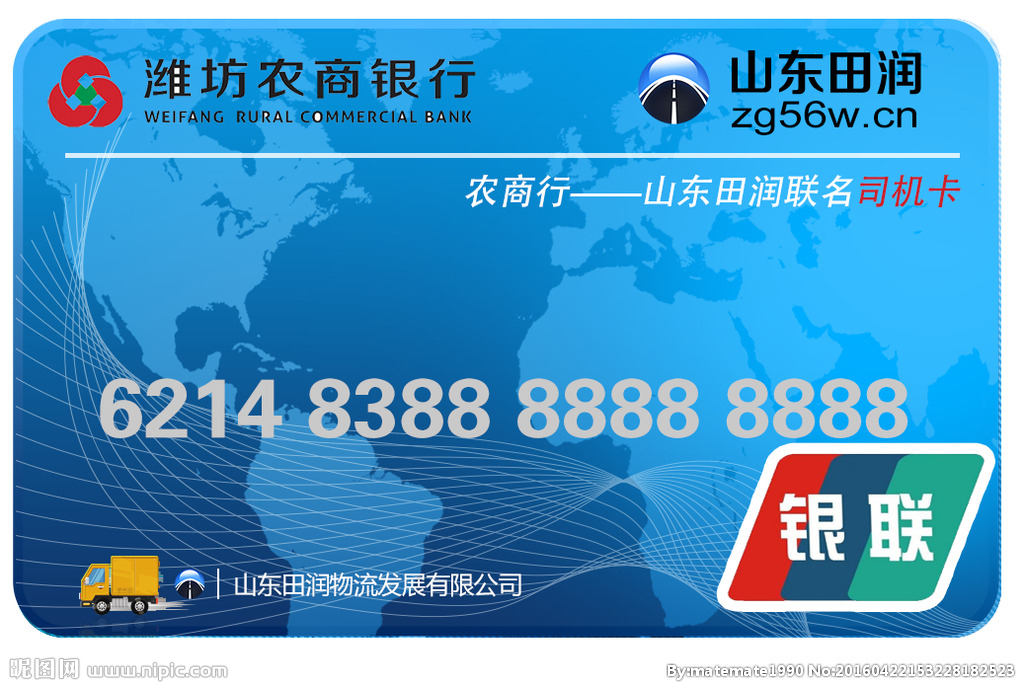 潍坊农商银行
WEIFANG RURAL COMMERCIAL BANK
山东田润
zg56w.cn
农商行——山东田润联名司机卡
6214 8388 8888 8888
银联
山东田润物流发展有限公司
昵图网 www.nipic.com
By:matemate1990 No:20160422153228182523